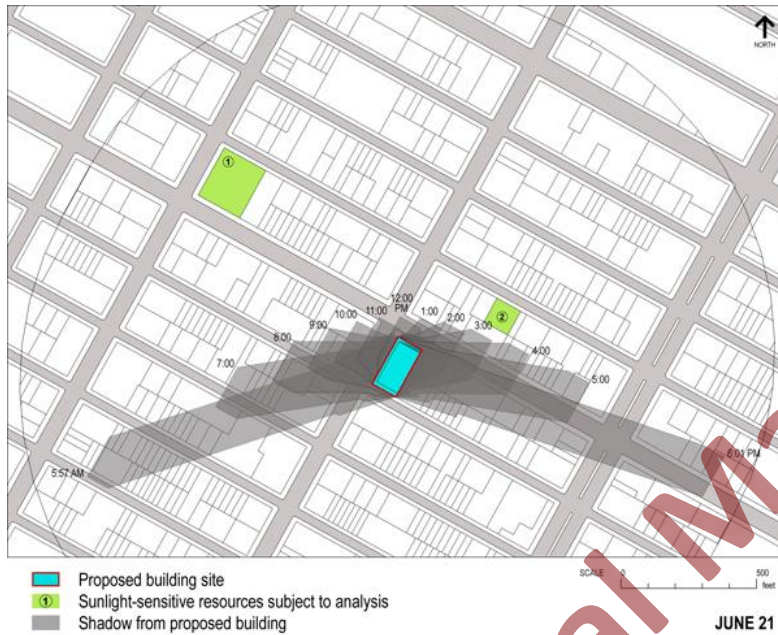 NORTH
①
12:00
PM
11:00
1:00
10:00
2:00
②
9:00
3:00
8:00
4:00
7:00
5:00
5:57 AM
6:01 PM
Proposed building site
① Sunlight-sensitive resources subject to analysis
Shadow from proposed building
SCALE 0 500
feet
JUNE 21